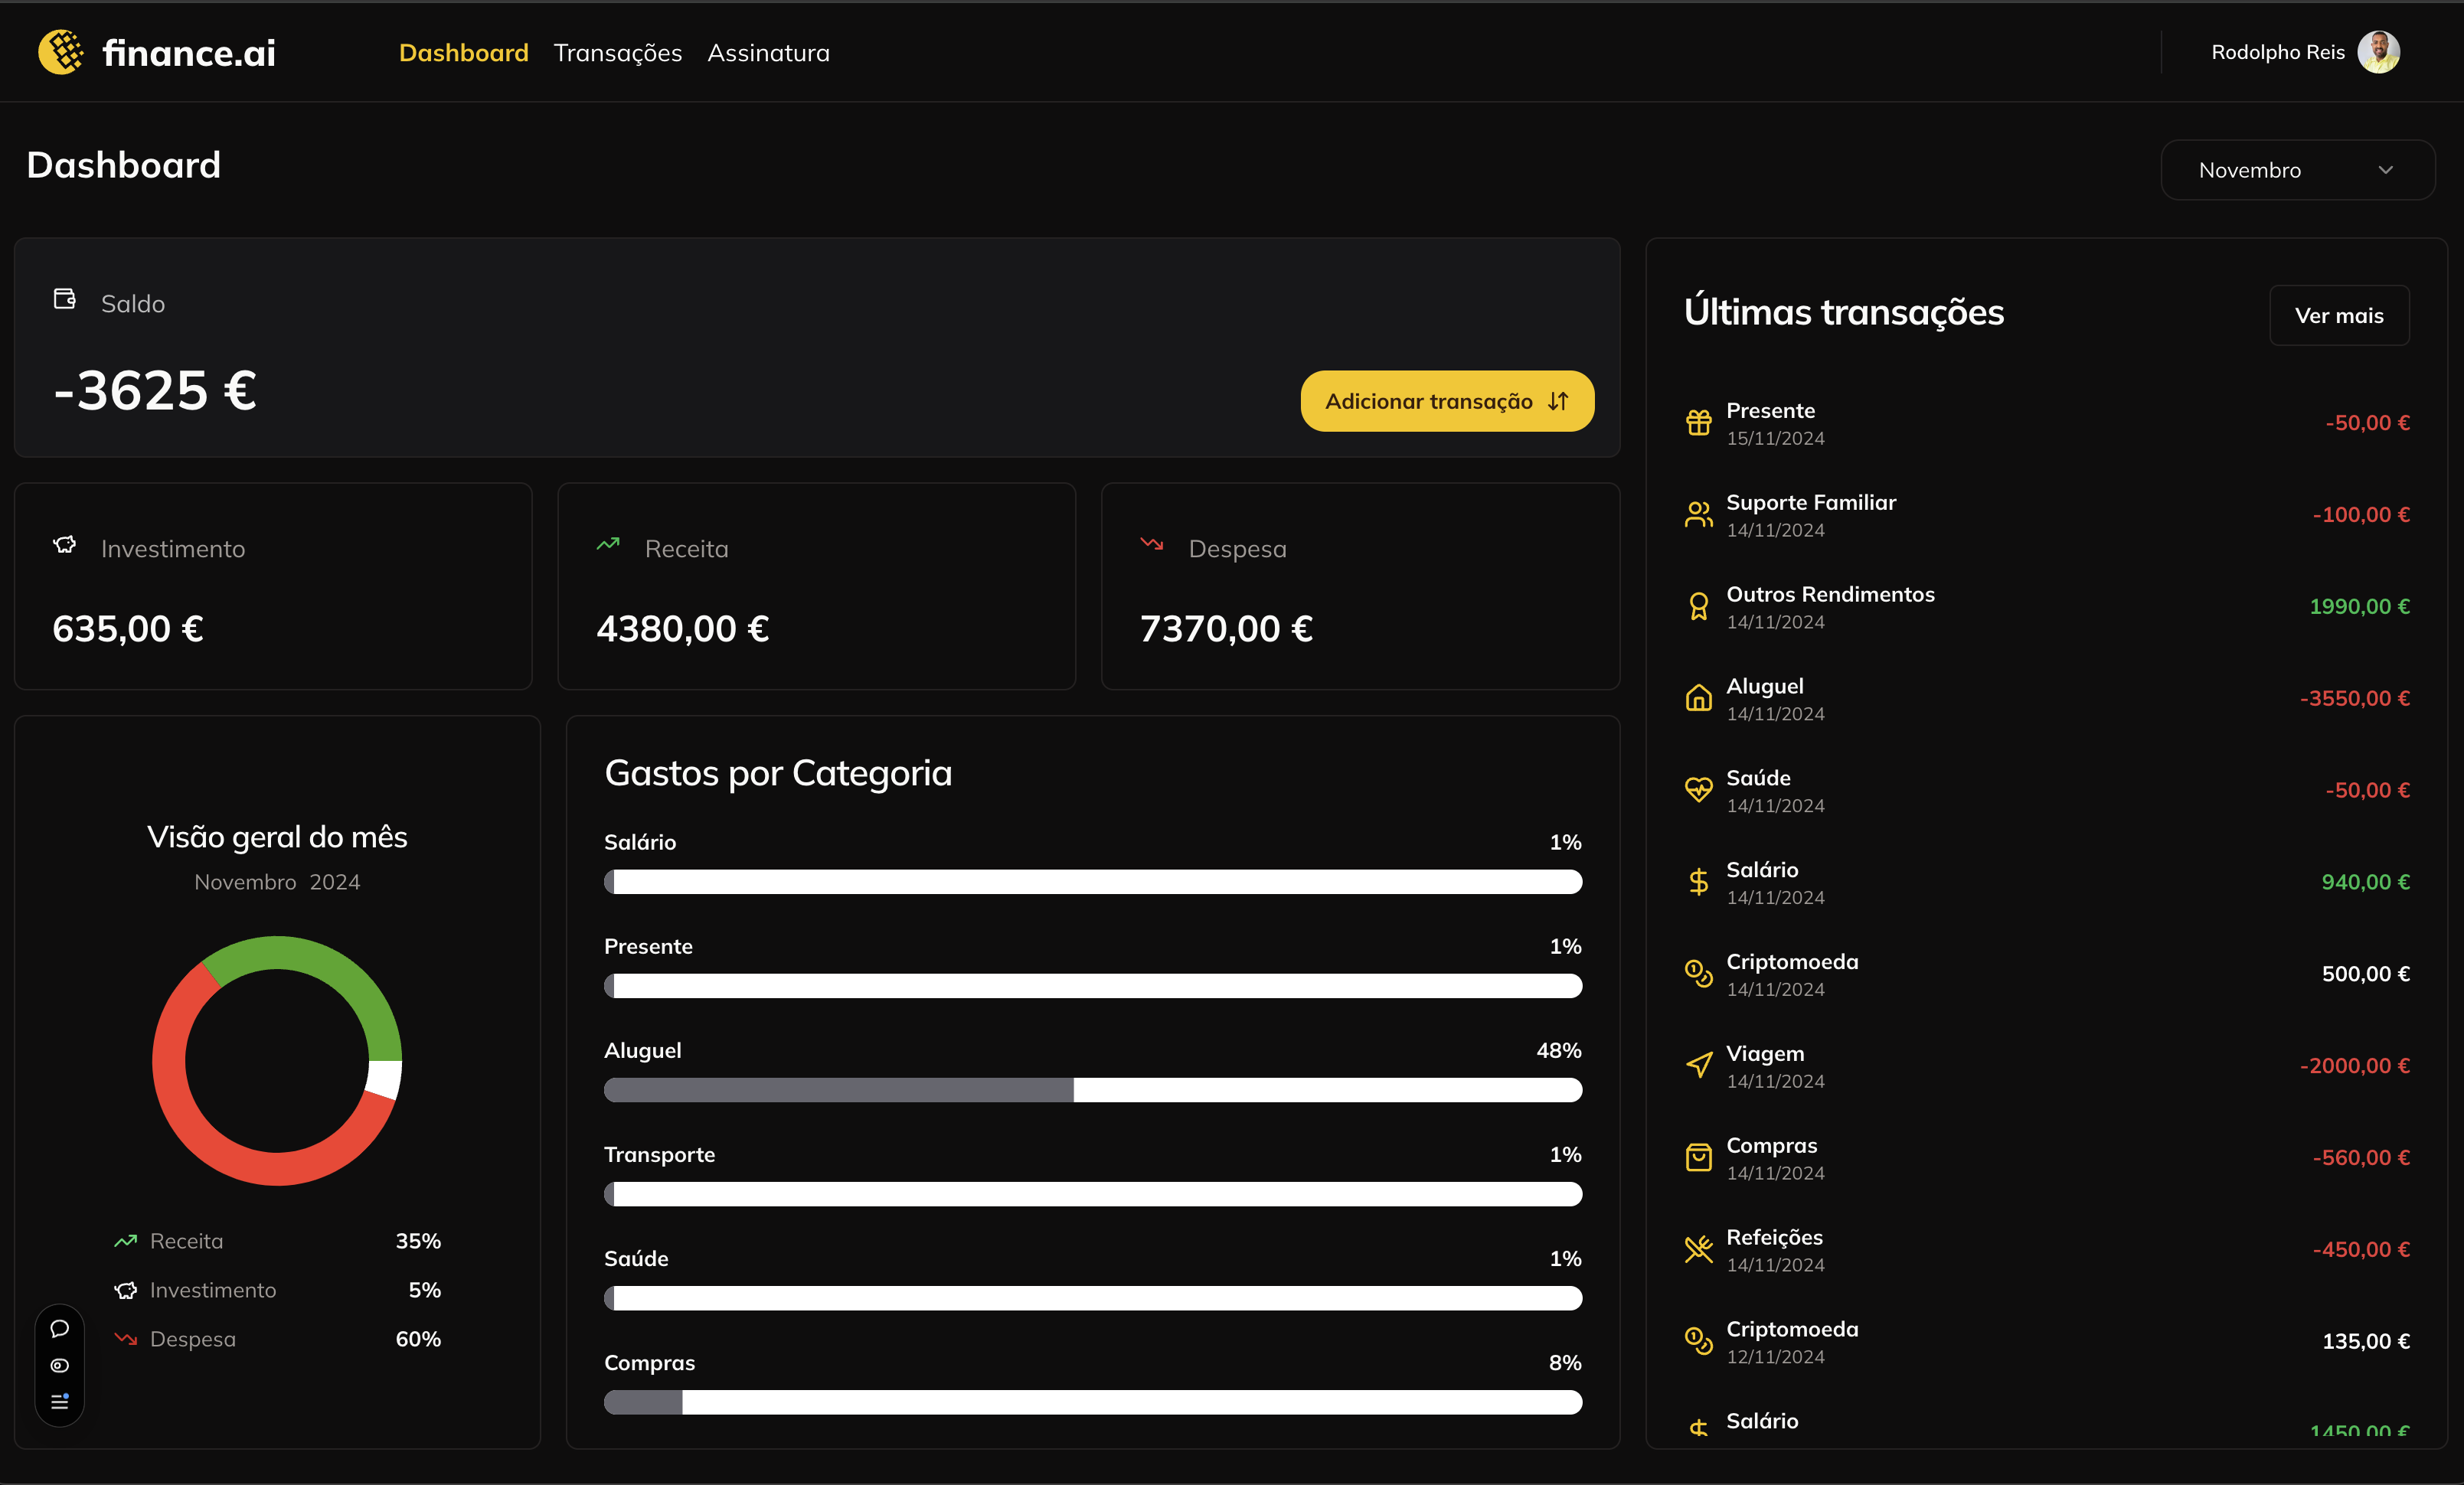 finance.ai
Dashboard
Transações
Assinatura
Rodolpho Reis
Dashboard
Novembro
Saldo
-3625 €
Adicionar transação
Investimento
635,00 €
Receita
4380,00 €
Despesa
7370,00 €
Visão geral do mês
Novembro 2024
Receita 35%
Investimento 5%
Despesa 60%
Gastos por Categoria
Salário 1%
Presente 1%
Aluguel 48%
Transporte 1%
Saúde 1%
Compras 8%
Últimas transações
Ver mais
Presente
15/11/2024
-50,00 €
Suporte Familiar
14/11/2024
-100,00 €
Outros Rendimentos
14/11/2024
1990,00 €
Aluguel
14/11/2024
-3550,00 €
Saúde
14/11/2024
-50,00 €
Salário
14/11/2024
940,00 €
Criptomoeda
14/11/2024
500,00 €
Viagem
14/11/2024
-2000,00 €
Compras
14/11/2024
-560,00 €
Refeições
14/11/2024
-450,00 €
Criptomoeda
12/11/2024
135,00 €
Salário
1450,00 €